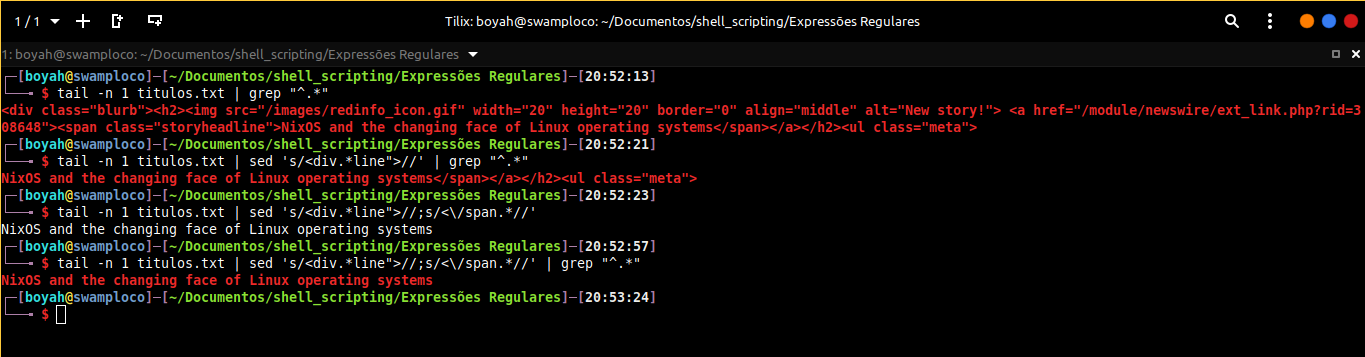 1 / 1
Tilix: boyah@swamploco: ~/Documentos/shell_scripting/Expressões Regulares
1: boyah@swamploco: ~/Documentos/shell_scripting/Expressões Regulares
┌─[boyah@swamploco]─[~/Documentos/shell_scripting/Expressões Regulares]─[20:52:13]
└──╼ $ tail -n 1 titulos.txt | grep "^.*"
<div class="blurb"><h2><img src="/images/redinfo_icon.gif" width="20" height="20" border="0" align="middle" alt="New story!"> <a href="/module/newswire/ext_link.php?rid=3
08648"><span class="storyheadline">NixOS and the changing face of Linux operating systems</span></a></h2><ul class="meta">
┌─[boyah@swamploco]─[~/Documentos/shell_scripting/Expressões Regulares]─[20:52:21]
└──╼ $ tail -n 1 titulos.txt | sed 's/<div.*line">//' | grep "^.*"
NixOS and the changing face of Linux operating systems</span></a></h2><ul class="meta">
┌─[boyah@swamploco]─[~/Documentos/shell_scripting/Expressões Regulares]─[20:52:23]
└──╼ $ tail -n 1 titulos.txt | sed 's/<div.*line">//;s/<\/span.*//'
NixOS and the changing face of Linux operating systems
┌─[boyah@swamploco]─[~/Documentos/shell_scripting/Expressões Regulares]─[20:52:57]
└──╼ $ tail -n 1 titulos.txt | sed 's/<div.*line">//;s/<\/span.*//' | grep "^.*"
NixOS and the changing face of Linux operating systems
┌─[boyah@swamploco]─[~/Documentos/shell_scripting/Expressões Regulares]─[20:53:24]
└──╼ $